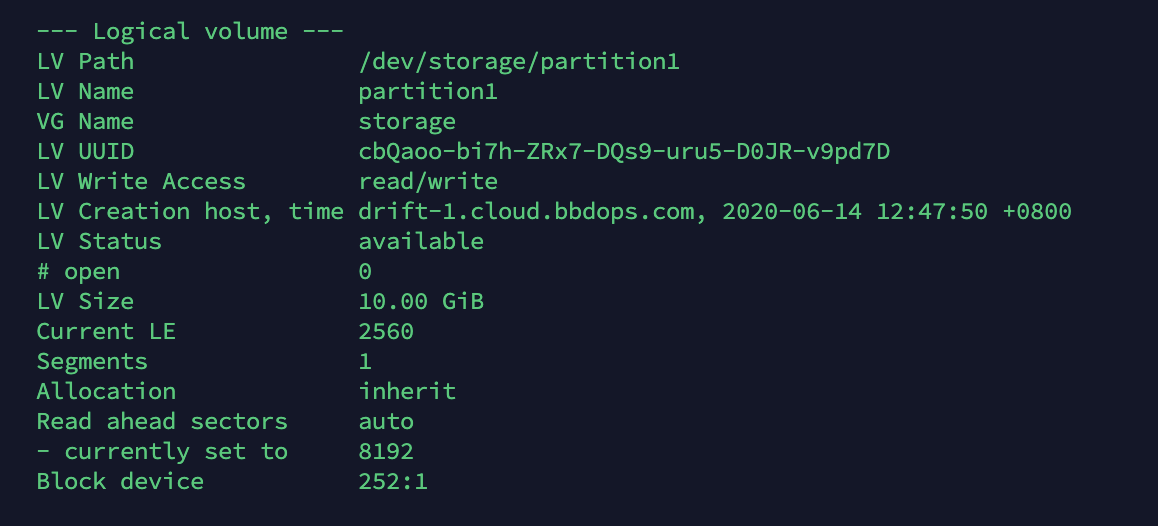 --- Logical volume ---
LV Path                /dev/storage/partition1
LV Name                partition1
VG Name                storage
LV UUID                cbQaoo-bi7h-ZRx7-DQs9-uru5-D0JR-v9pd7D
LV Write Access        read/write
LV Creation host, time drift-1.cloud.bbdops.com, 2020-06-14 12:47:50 +0800
LV Status              available
# open                 0
LV Size                10.00 GiB
Current LE             2560
Segments               1
Allocation             inherit
Read ahead sectors     auto
- currently set to     8192
Block device           252:1